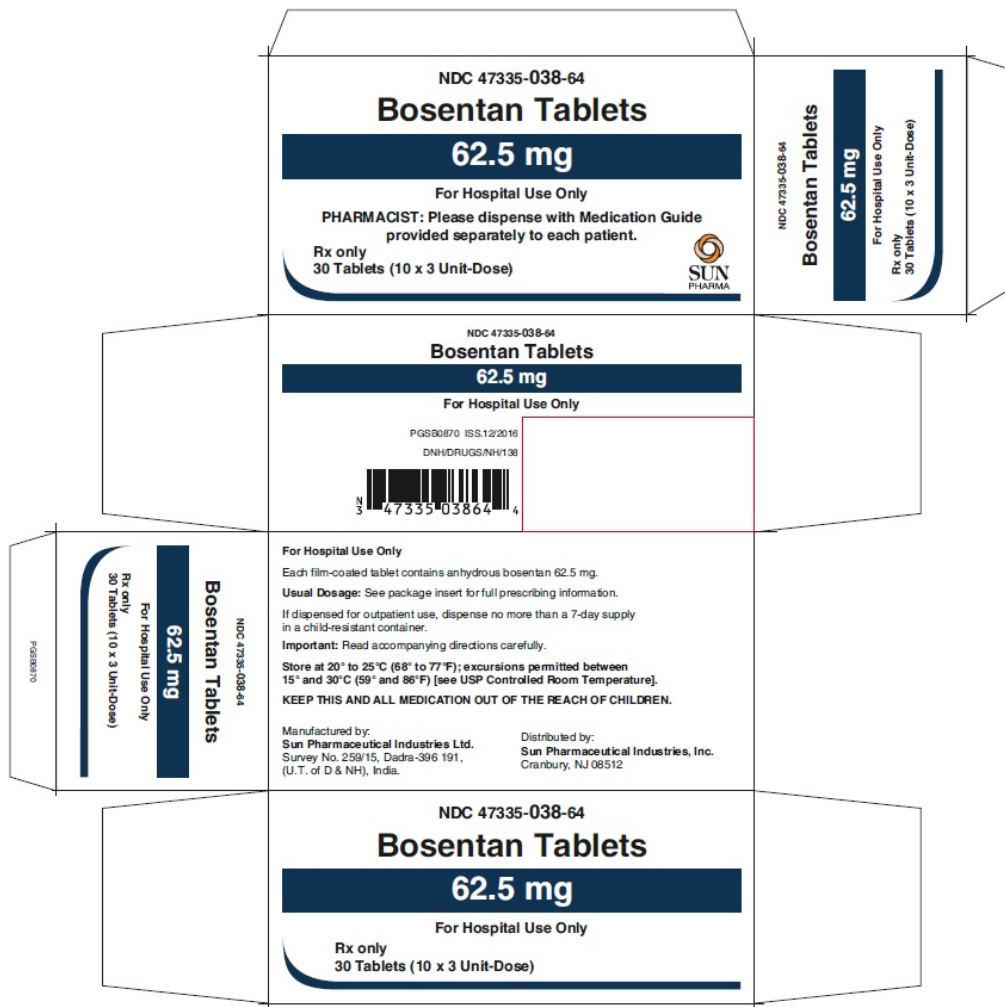 NDC 47335-038-64
Bosentan Tablets
62.5 mg
For Hospital Use Only
PHARMACIST: Please dispense with Medication Guide
provided separately to each patient.
Rx only
30 Tablets (10 x 3 Unit-Dose)
SUN
PHARMA
NDC 47335-038-64
Bosentan Tablets
62.5 mg
For Hospital Use Only
Rx only
30 Tablets (10 x 3 Unit-Dose)
NDC 47335-038-64
Bosentan Tablets
62.5 mg
For Hospital Use Only
PGSB0870 ISS.12/2016
DNH/DRUGS/NH/138
N
3 47335 03864 4
NDC 47335-038-64
Bosentan Tablets
62.5 mg
For Hospital Use Only
Rx only
30 Tablets (10 x 3 Unit-Dose)
PGSB0870
For Hospital Use Only
Each film-coated tablet contains anhydrous bosentan 62.5 mg.
Usual Dosage: See package insert for full prescribing information.
If dispensed for outpatient use, dispense no more than a 7-day supply
in a child-resistant container.
Important: Read accompanying directions carefully.
Store at 20° to 25°C (68° to 77°F); excursions permitted between
15° and 30°C (59° and 86°F) [see USP Controlled Room Temperature].
KEEP THIS AND ALL MEDICATION OUT OF THE REACH OF CHILDREN.
Manufactured by:
Sun Pharmaceutical Industries Ltd.
Survey No. 259/15, Dadra-396 191,
(U.T. of D & NH), India.
Distributed by:
Sun Pharmaceutical Industries, Inc.
Cranbury, NJ 08512
NDC 47335-038-64
Bosentan Tablets
62.5 mg
For Hospital Use Only
Rx only
30 Tablets (10 x 3 Unit-Dose)